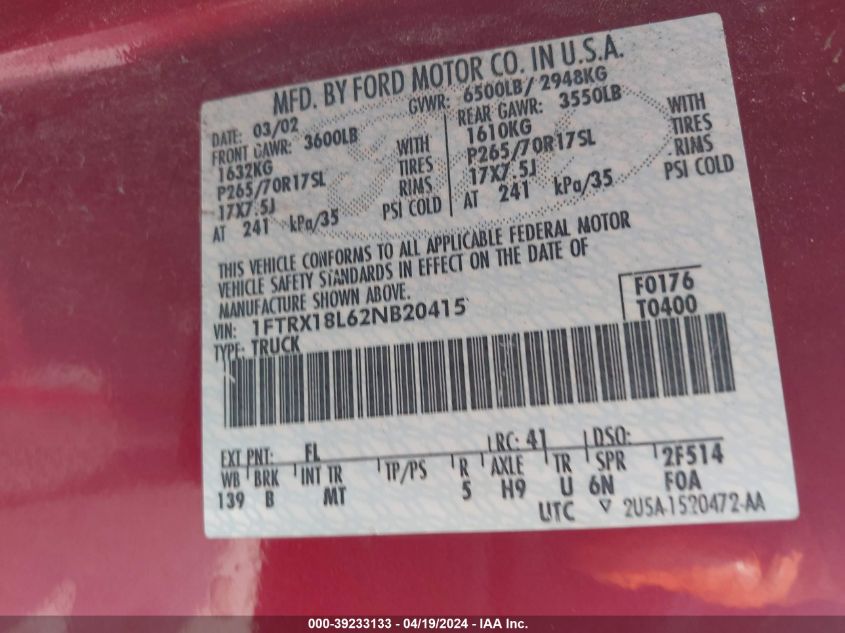 MFD. BY FORD MOTOR CO. IN U.S.A.
DATE: 03/02 GVWR: 6500LB/ 2948KG
FRONT GAWR: 3600LB REAR GAWR: 3550LB
1632KG WITH 1610KG WITH
P265/70R17SL TIRES P265/70R17SL TIRES
17X7.5J RIMS 17X7.5J RIMS
AT 241 kPa/35 PSI COLD AT 241 kPa/35 PSI COLD
THIS VEHICLE CONFORMS TO ALL APPLICABLE FEDERAL MOTOR
VEHICLE SAFETY STANDARDS IN EFFECT ON THE DATE OF
MANUFACTURE SHOWN ABOVE.
VIN: 1FTRX18L62NB20415 F0176
TYPE: TRUCK T0400
EXT PNT: FL RC: 41 DSO:
WB BRK INT TR TP/PS R AXLE TR SPR 2F514
139 B MT 5 H9 U 6N FOA
UTC 2USA-1520472-AA
000-39233133 - 04/19/2024 - IAA Inc.